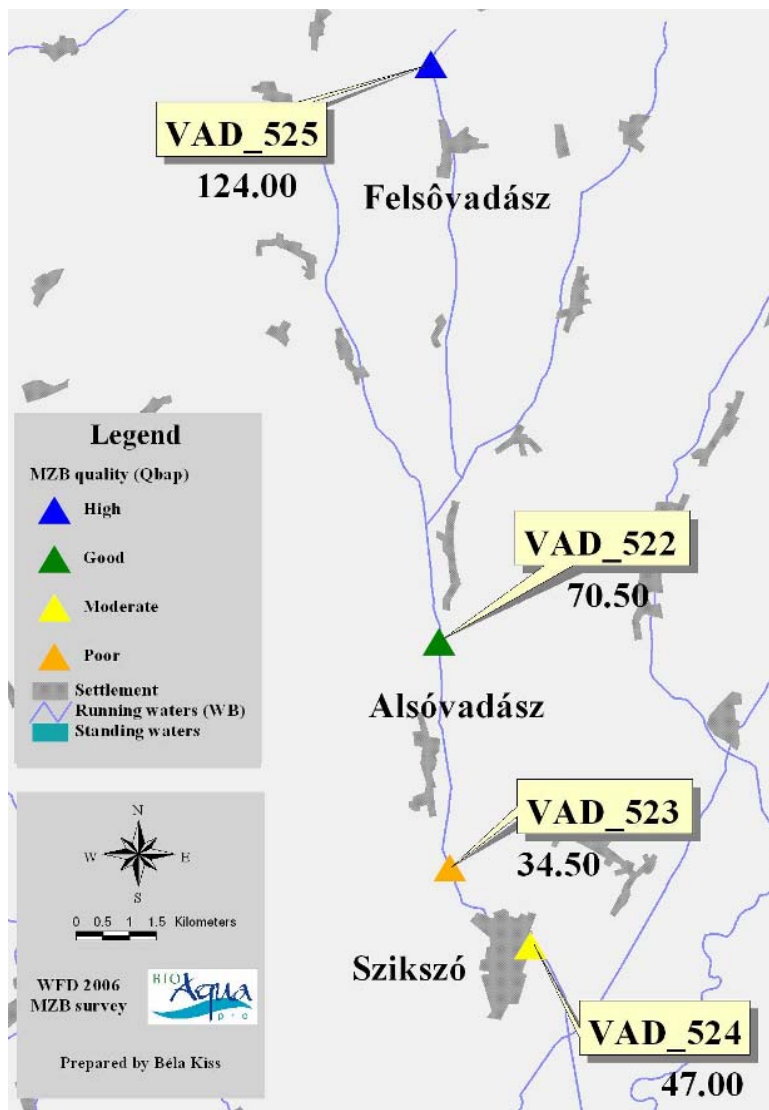 VAD_525
124.00
Felsôvadász
Legend
MZB quality (Qbap)
High
Good
Moderate
Poor
Settlement
Running waters (WB)
Standing waters
VAD_522
70.50
Alsóvadász
VAD_523
34.50
Szikszó
VAD_524
47.00
N
W E
S
0 0.5 1 1.5 Kilometers
WFD 2006
MZB survey
BIO
Aqua
pro
Prepared by Béla Kiss